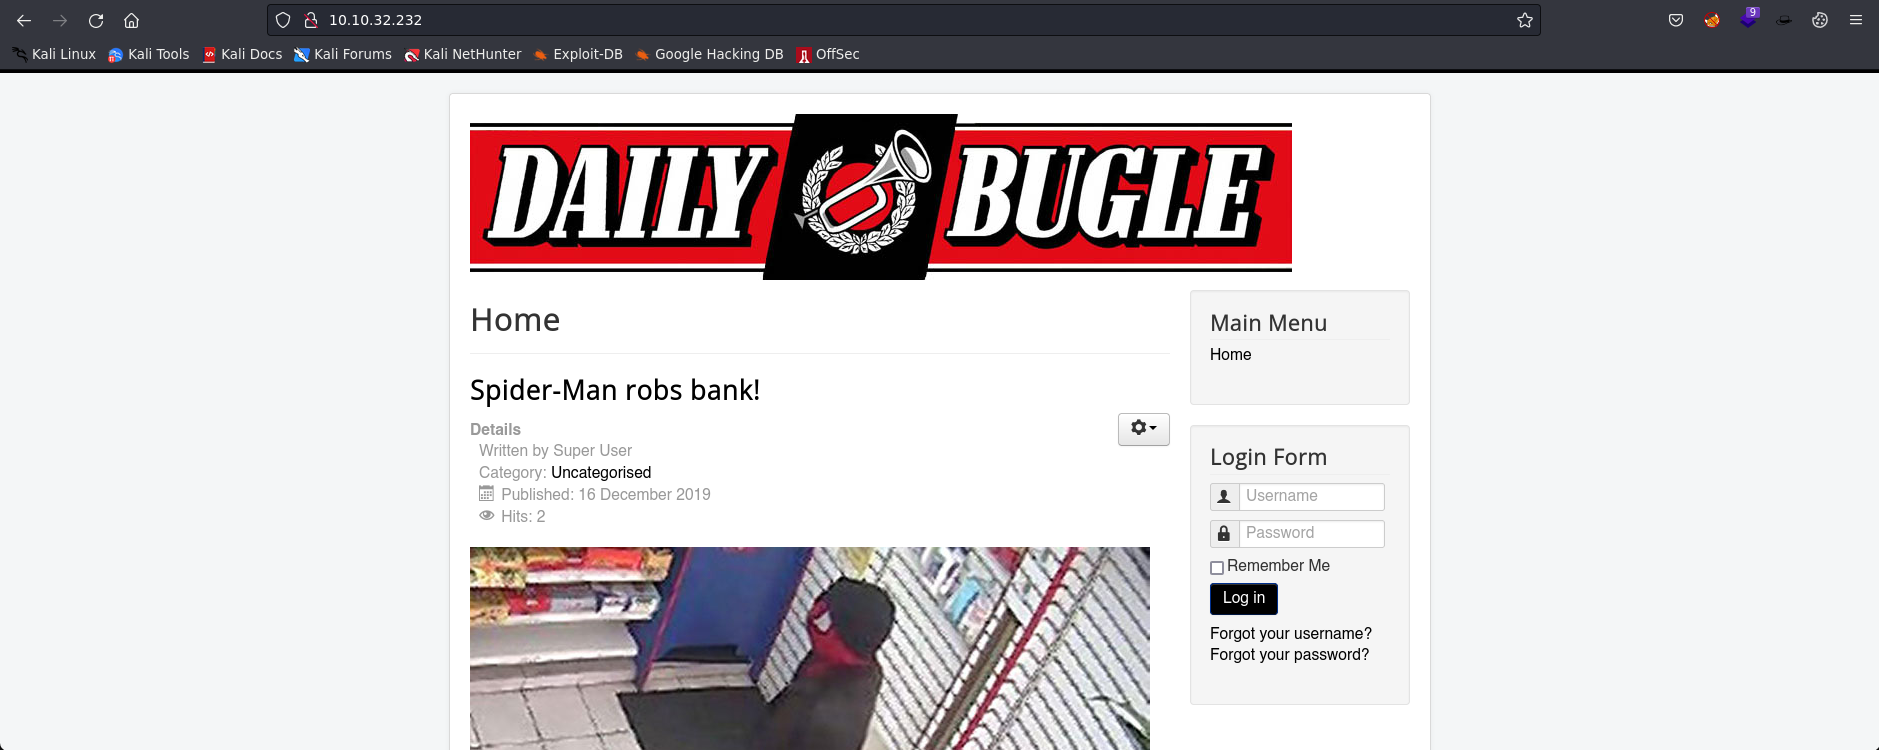 10.10.32.232
9
Kali Linux Kali Tools Kali Docs Kali Forums Kali NetHunter Exploit-DB Google Hacking DB OffSec
DAILY BUGLE
Home
Spider-Man robs bank!
Details
Written by Super User
Category: Uncategorised
Published: 16 December 2019
Hits: 2
Main Menu
Home
Login Form
Username
Password
Remember Me
Log in
Forgot your username?
Forgot your password?